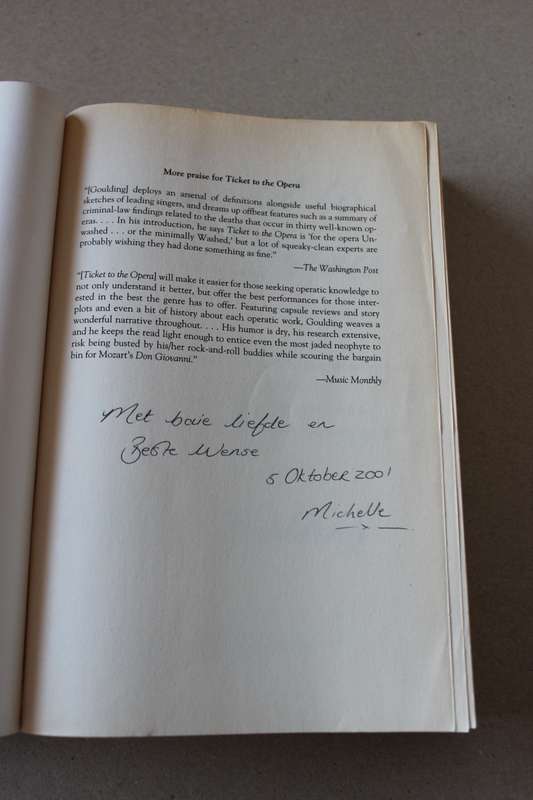 More praise for Ticket to the Opera
"[Goulding] deploys an arsenal of definitions alongside useful biographical
sketches of leading singers, and dreams up offbeat features such as a summary of
criminal-law findings related to the deaths that occur in thirty well-known op-
eras. . . . In his introduction, he says Ticket to the Opera is 'for the opera Un-
washed . . . or the minimally Washed,' but a lot of squeaky-clean experts are
probably wishing they had done something as fine."
—The Washington Post
"[Ticket to the Opera] will make it easier for those seeking operatic knowledge to
not only understand it better, but offer the best performances for those inter-
ested in the best the genre has to offer. Featuring capsule reviews and story
plots and even a bit of history about each operatic work, Goulding weaves a
wonderful narrative throughout. . . . His humor is dry, his research extensive,
and he keeps the read light enough to entice even the most jaded neophyte to
risk being busted by his/her rock-and-roll buddies while scouring the bargain
bin for Mozart's Don Giovanni."
—Music Monthly
Met baie liefde en
Beste Wense
5 Oktober 2001
Michelle